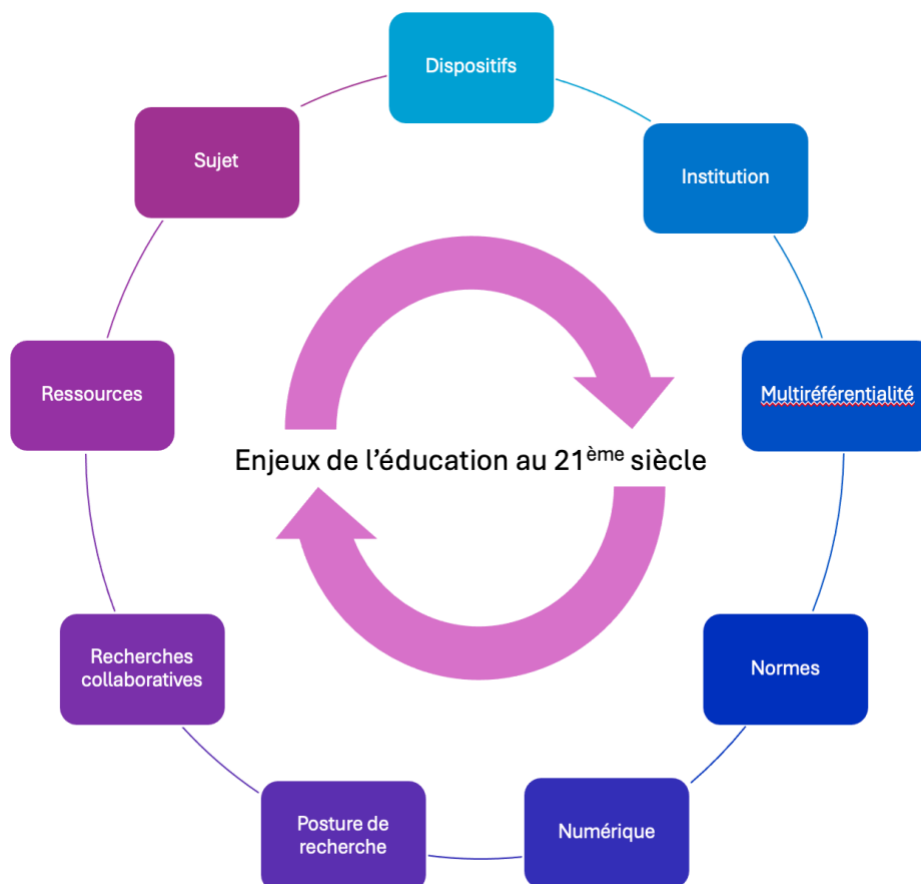 Dispositifs
Institution
Multiréférentialité
Normes
Numérique
Posture de
recherche
Recherches
collaboratives
Ressources
Sujet
Enjeux de l’éducation au 21ème siècle